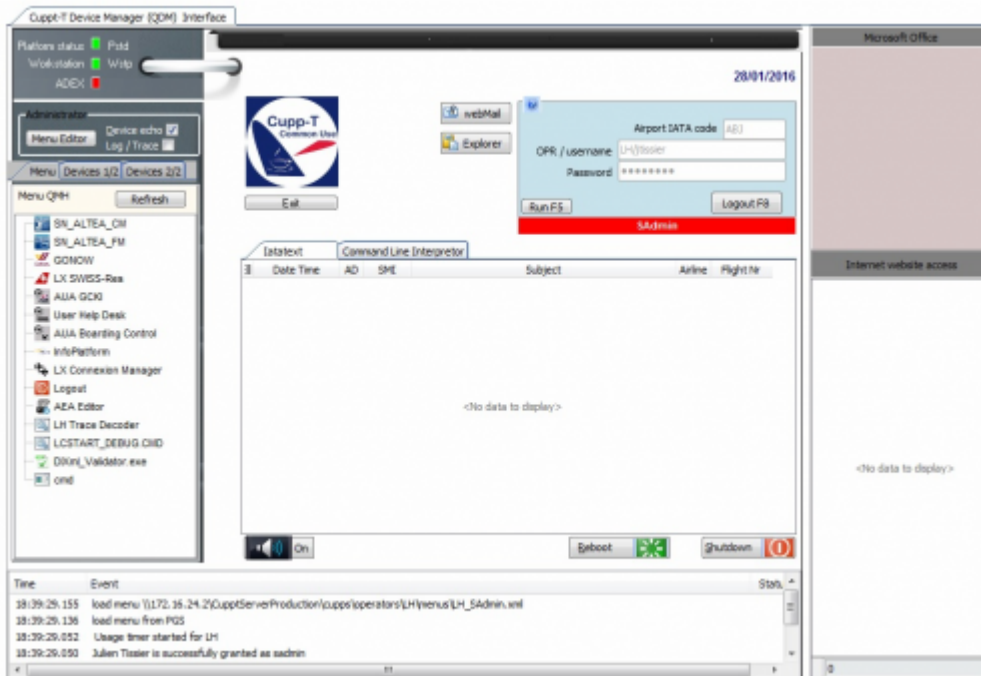 Cuppt-T Device Manager (QDM) Interface
Platform status Pstd
Workstation Wstp
ADEX
Administrator
Menu Editor
Device echo
Log / Trace
Menu Devices 1/2 Devices 2/2
Menu QMH
Refresh
SN_ALTEA_CM
SN_ALTEA_FM
GONOW
LX SWISS-Res
AUA GCKI
User Help Desk
AUA Boarding Control
InfoPlatform
LX Connexion Manager
Logout
AEA Editor
LH Trace Decoder
LCSTART_DEBUG.CMD
DIXml_Validator.exe
cmd
28/01/2016
Cupp-T
Common Use
Exit
webMail
Explorer
Airport IATA code ABJ
OPR / username LH/jtissier
Password ********
Run F5
Logout F8
SAdmin
Iatatext Command Line Interpretor
Date Time AD SMI Subject Airline Flight Nr
<No data to display>
On
Reboot
Shutdown
Microsoft Office
Internet website access
<No data to display>
Time Event
18:39:29.155 load menu \\172.16.24.2\CupptServerProduction\cupps\operators\LH\menus\LH_SAdmin.xml
18:39:29.136 load menu from PGS
18:39:29.052 Usage timer started for LH
18:39:29.050 Julien Tissier is successfully granted as sadmin
0